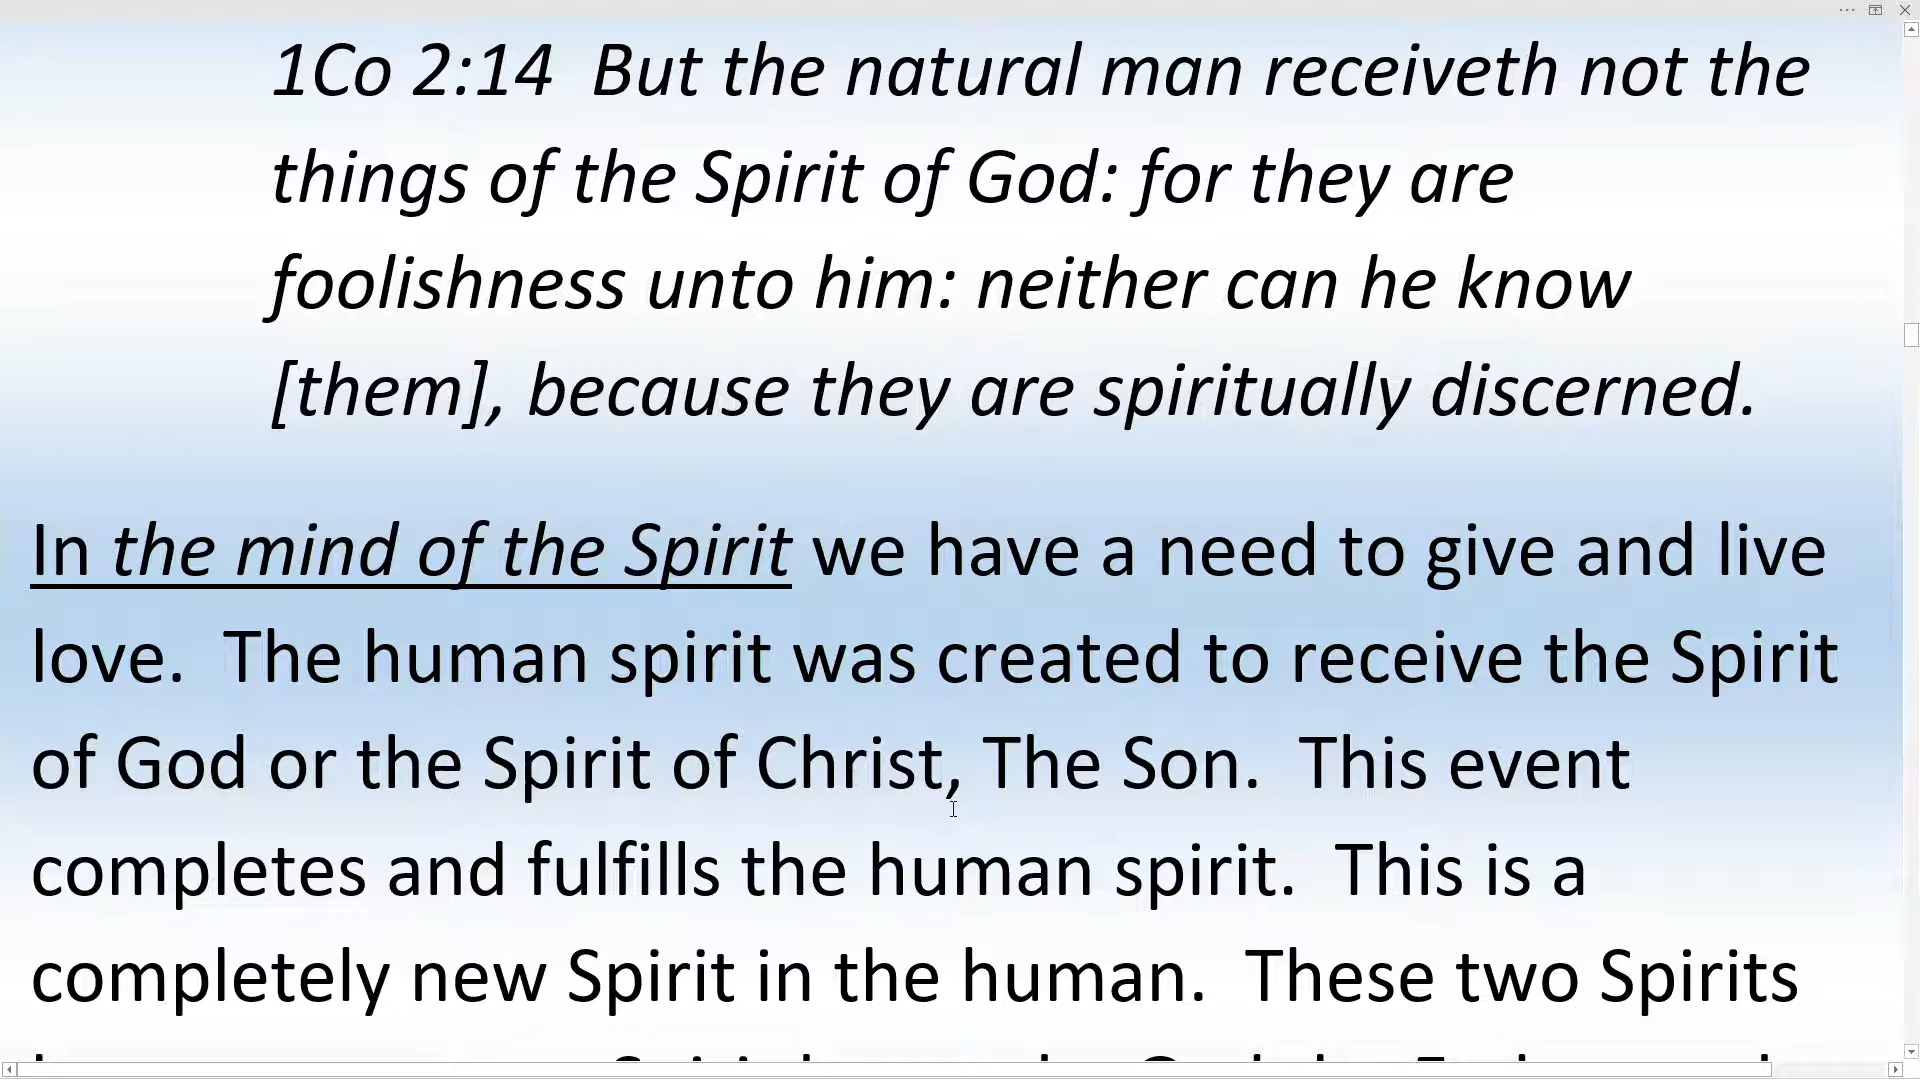 1Co 2:14  But the natural man receiveth not the
things of the Spirit of God: for they are
foolishness unto him: neither can he know
[them], because they are spiritually discerned.
In the mind of the Spirit we have a need to give and live
love.  The human spirit was created to receive the Spirit
of God or the Spirit of Christ, The Son.  This event
completes and fulfills the human spirit.  This is a
completely new Spirit in the human.  These two Spirits